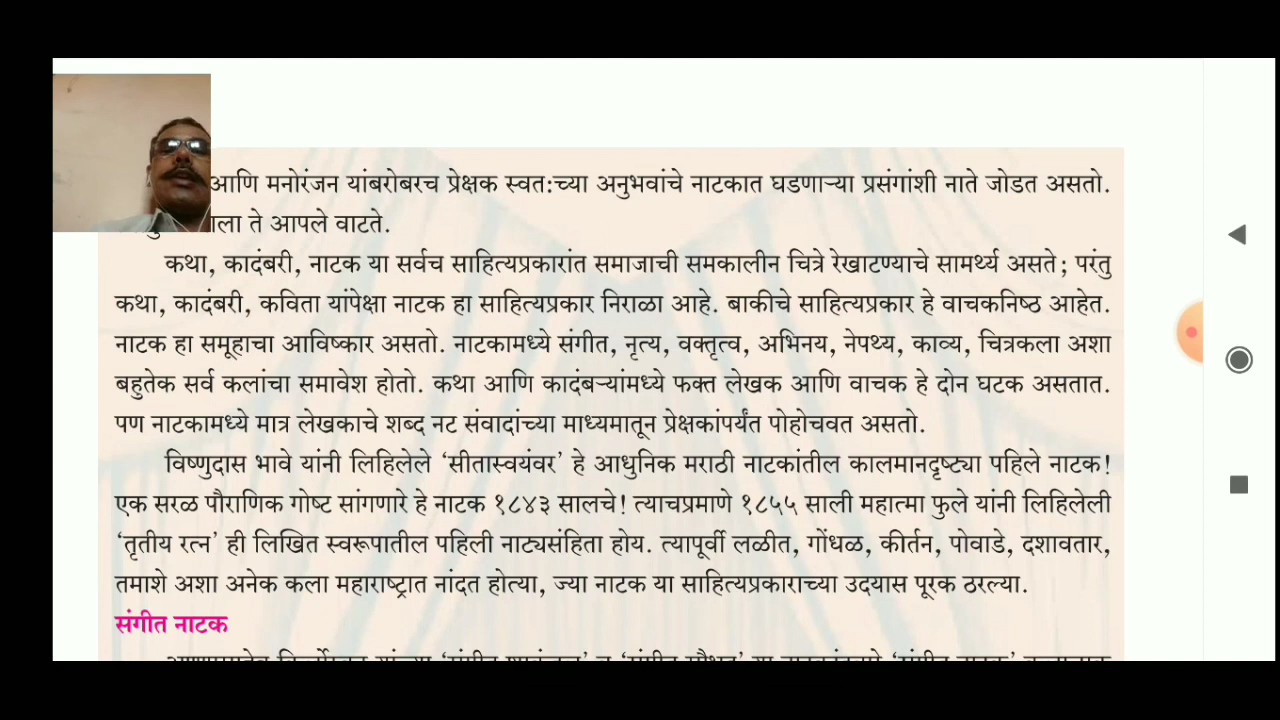 आणि मनोरंजन यांबरोबरच प्रेक्षक स्वत:च्या अनुभवांचे नाटकात घडणाऱ्या प्रसंगांशी नाते जोडत असतो.
ला ते आपले वाटते.
कथा, कादंबरी, नाटक या सर्वच साहित्यप्रकारांत समाजाची समकालीन चित्रे रेखाटण्याचे सामर्थ्य असते; परंतु
कथा, कादंबरी, कविता यांपेक्षा नाटक हा साहित्यप्रकार निराळा आहे. बाकीचे साहित्यप्रकार हे वाचकनिष्ठ आहेत.
नाटक हा समूहाचा आविष्कार असतो. नाटकामध्ये संगीत, नृत्य, वक्तृत्व, अभिनय, नेपथ्य, काव्य, चित्रकला अशा
बहुतेक सर्व कलांचा समावेश होतो. कथा आणि कादंबऱ्यांमध्ये फक्त लेखक आणि वाचक हे दोन घटक असतात.
पण नाटकामध्ये मात्र लेखकाचे शब्द नट संवादांच्या माध्यमातून प्रेक्षकांपर्यंत पोहोचवत असतो.
विष्णुदास भावे यांनी लिहिलेले ‘सीतास्वयंवर’ हे आधुनिक मराठी नाटकांतील कालमानदृष्ट्या पहिले नाटक!
एक सरळ पौराणिक गोष्ट सांगणारे हे नाटक १८४३ सालचे! त्याचप्रमाणे १८५५ साली महात्मा फुले यांनी लिहिलेली
‘तृतीय रत्न’ ही लिखित स्वरूपातील पहिली नाट्यसंहिता होय. त्यापूर्वी लळीत, गोंधळ, कीर्तन, पोवाडे, दशावतार,
तमाशे अशा अनेक कला महाराष्ट्रात नांदत होत्या, ज्या नाटक या साहित्यप्रकाराच्या उदयास पूरक ठरल्या.
संगीत नाटक